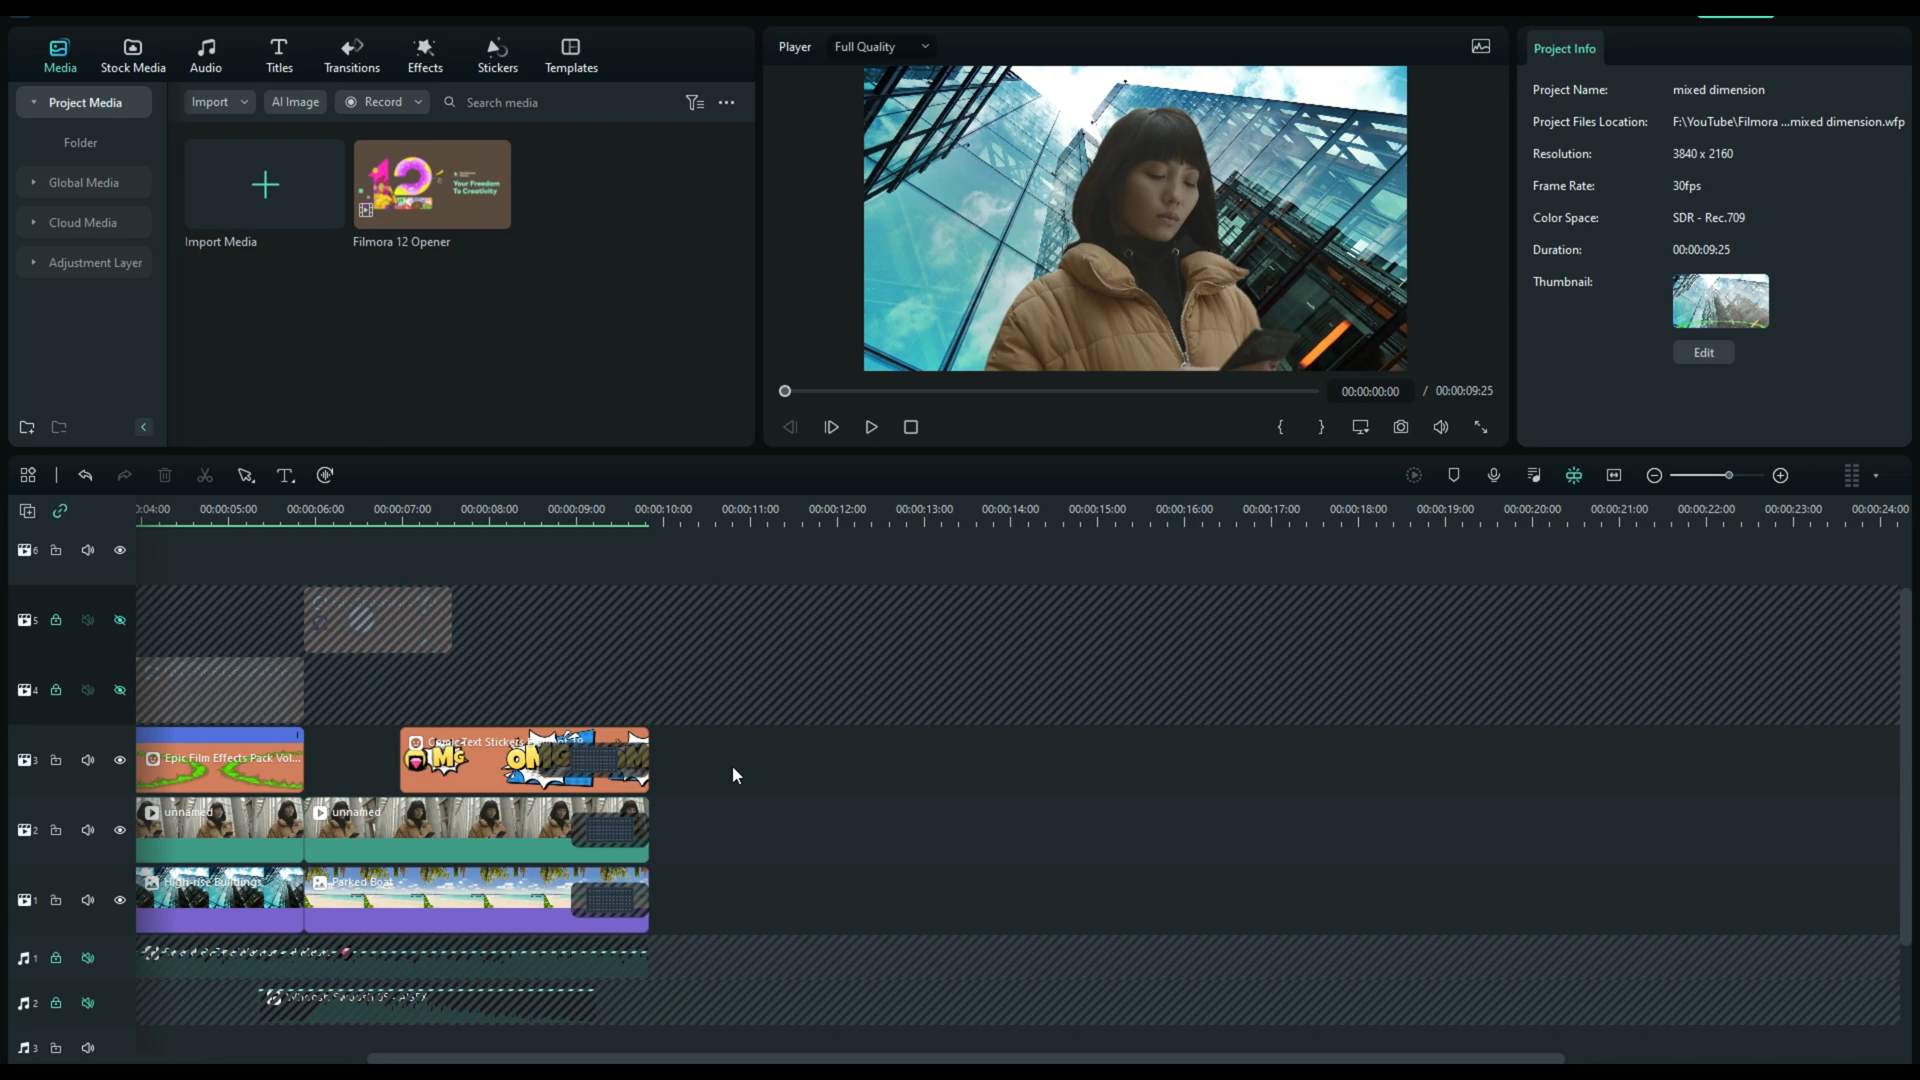 Media
Stock Media
Audio
Titles
Transitions
Effects
Stickers
Templates
Project Media
Folder
Global Media
Cloud Media
Adjustment Layer
Import
AI Image
Record
Search media
12
Your Freedom
To Creativity
Import Media
Filmora 12 Opener
Player
Full Quality
00:00:00:00 / 00:00:09:25
Project Info
Project Name: mixed dimension
Project Files Location: F:\YouTube\Filmora ...mixed dimension.wfp
Resolution: 3840 x 2160
Frame Rate: 30fps
Color Space: SDR - Rec.709
Duration: 00:00:09:25
Thumbnail:
Edit
0:04:00 00:00:05:00 00:00:06:00 00:00:07:00 00:00:08:00 00:00:09:00 00:00:10:00 00:00:11:00 00:00:12:00 00:00:13:00 00:00:14:00 00:00:15:00 00:00:16:00 00:00:17:00 00:00:18:00 00:00:19:00 00:00:20:00 00:00:21:00 00:00:22:00 00:00:23:00 00:00:24:00
6
5
4
3
Epic Film Effects Pack Vol...
Comic Text Stickers
2
unnamed
unnamed
1
High-rise Buildings
Parked Boat
1
2
3